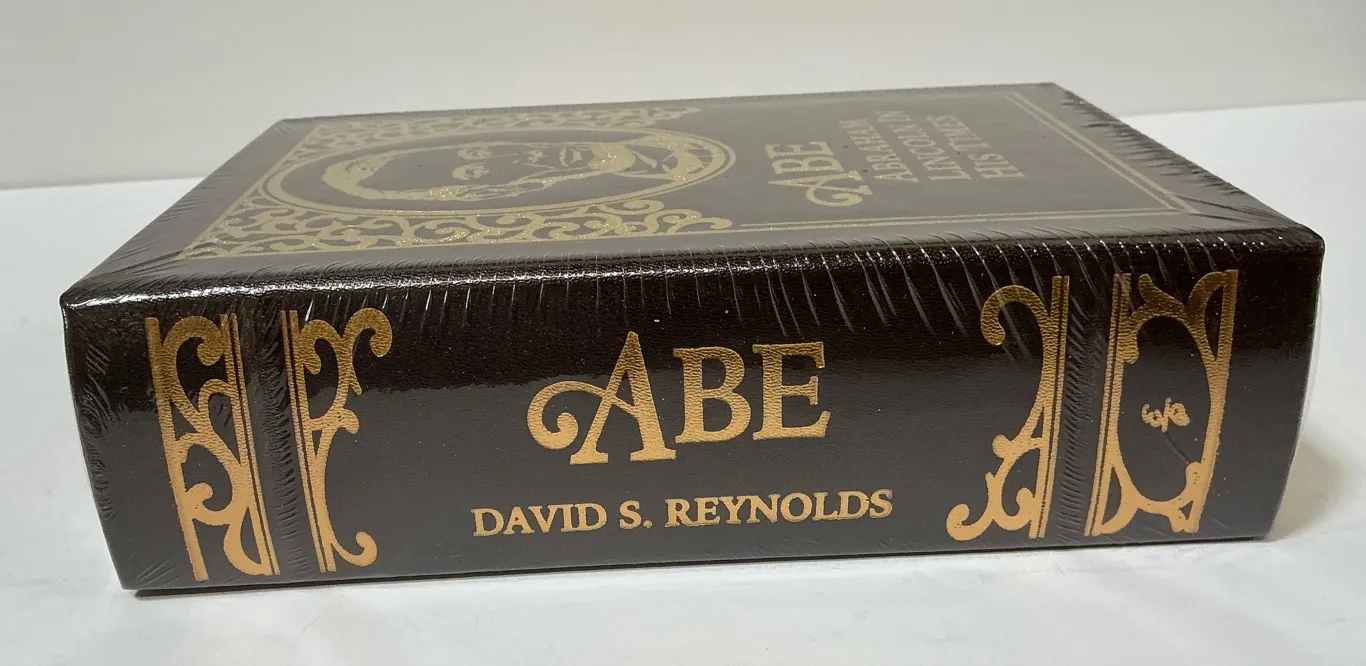 ABE
ABRAHAM
LINCOLN IN
HIS TIMES
ABE
DAVID S. REYNOLDS